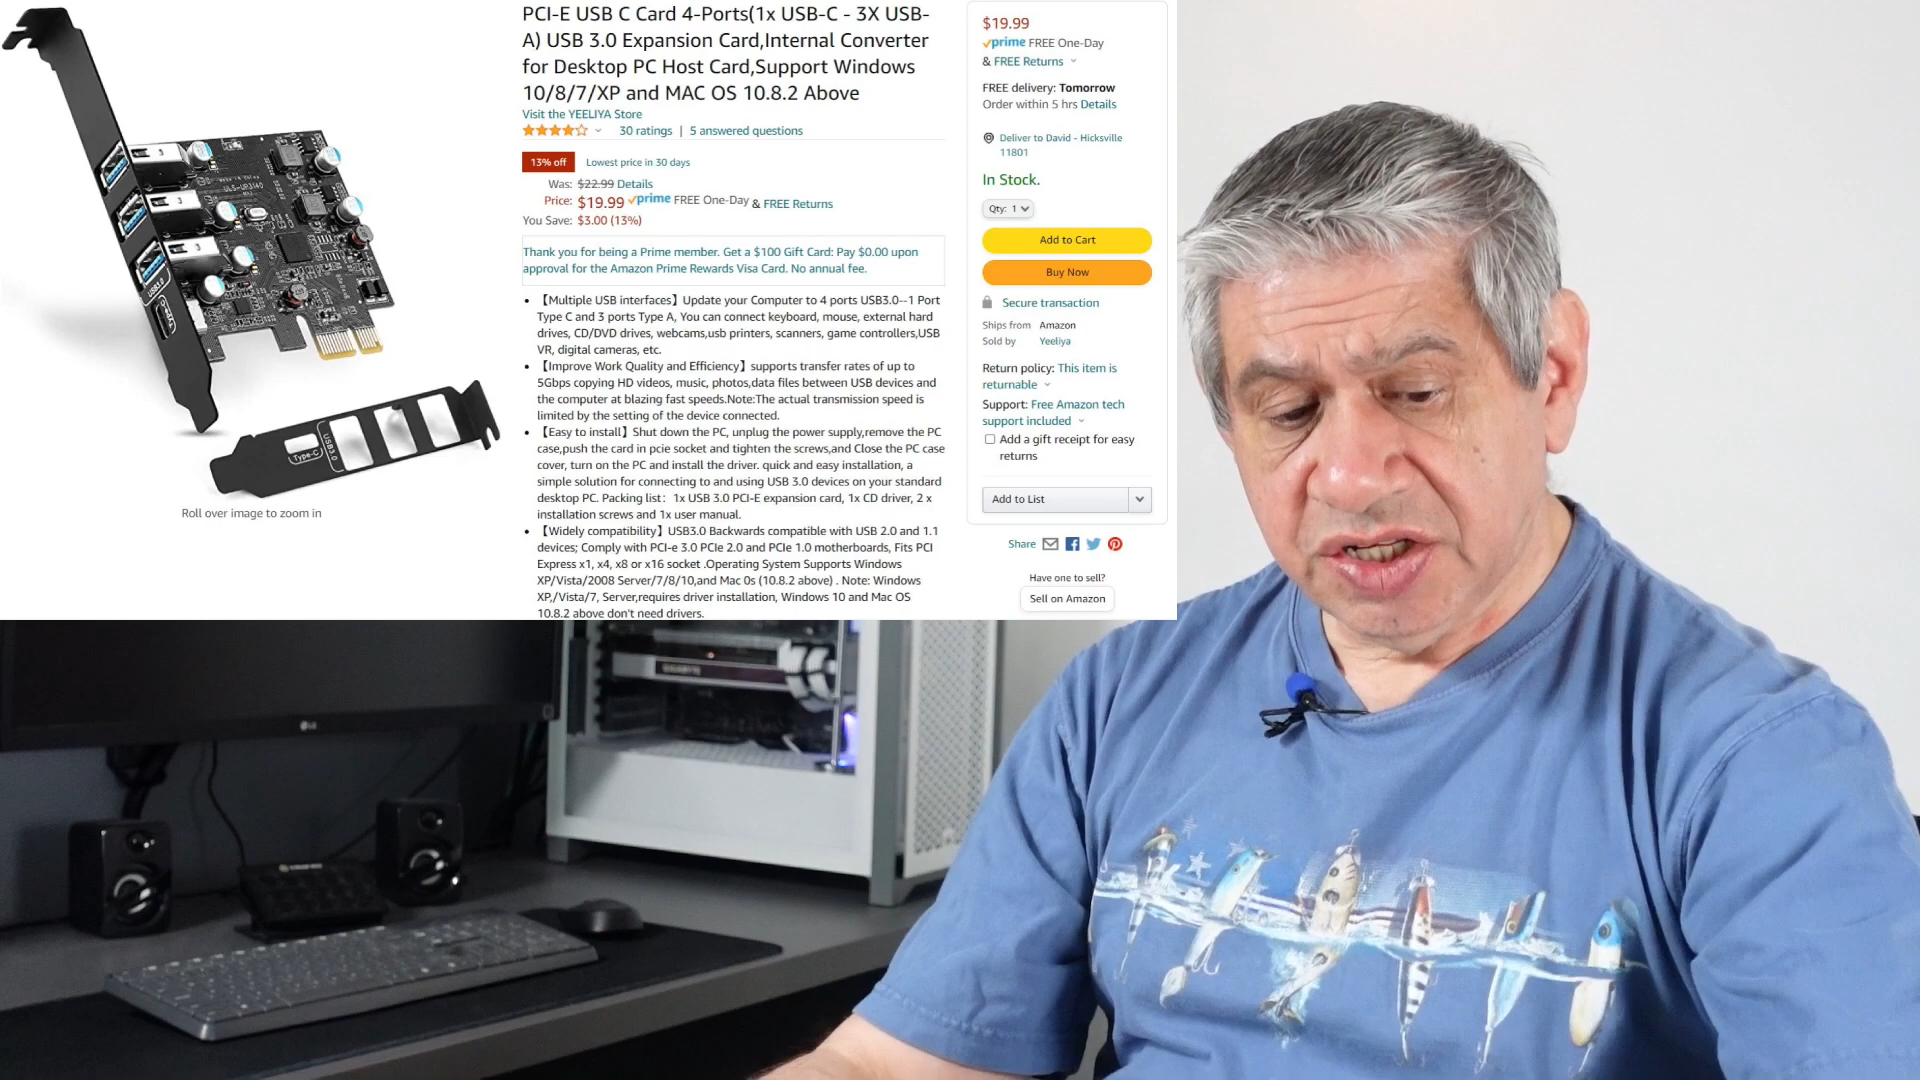 PCI-E USB C Card 4-Ports(1x USB-C - 3X USB-
A) USB 3.0 Expansion Card,Internal Converter
for Desktop PC Host Card,Support Windows
10/8/7/XP and MAC OS 10.8.2 Above
Visit the YEELIYA Store
30 ratings | 5 answered questions
13% off Lowest price in 30 days
Was: $22.99 Details
Price: $19.99 prime FREE One-Day & FREE Returns
You Save: $3.00 (13%)
Thank you for being a Prime member. Get a $100 Gift Card: Pay $0.00 upon
approval for the Amazon Prime Rewards Visa Card. No annual fee.
• 【Multiple USB interfaces】Update your Computer to 4 ports USB3.0--1 Port
Type C and 3 ports Type A, You can connect keyboard, mouse, external hard
drives, CD/DVD drives, webcams,usb printers, scanners, game controllers,USB
VR, digital cameras, etc.
• 【Improve Work Quality and Efficiency】supports transfer rates of up to
5Gbps copying HD videos, music, photos,data files between USB devices and
the computer at blazing fast speeds.Note:The actual transmission speed is
limited by the setting of the device connected.
• 【Easy to install】Shut down the PC, unplug the power supply,remove the PC
case,push the card in pcie socket and tighten the screws,and Close the PC case
cover, turn on the PC and install the driver. quick and easy installation, a
simple solution for connecting to and using USB 3.0 devices on your standard
desktop PC. Packing list：1x USB 3.0 PCI-E expansion card, 1x CD driver, 2 x
installation screws and 1x user manual.
• 【Widely compatibility】USB3.0 Backwards compatible with USB 2.0 and 1.1
devices; Comply with PCI-e 3.0 PCIe 2.0 and PCIe 1.0 motherboards, Fits PCI
Express x1, x4, x8 or x16 socket .Operating System Supports Windows
XP/Vista/2008 Server/7/8/10,and Mac 0s (10.8.2 above) . Note: Windows
XP,/Vista/7, Server,requires driver installation, Windows 10 and Mac OS
10.8.2 above don't need drivers.
$19.99
prime FREE One-Day
& FREE Returns
FREE delivery: Tomorrow
Order within 5 hrs Details
Deliver to David - Hicksville
11801
In Stock.
Qty: 1
Add to Cart
Buy Now
Secure transaction
Ships from Amazon
Sold by Yeeliya
Return policy: This item is
returnable
Support: Free Amazon tech
support included
Add a gift receipt for easy
returns
Add to List
Share
Have one to sell?
Sell on Amazon
ULS-UR3140
USB3.0
Type-C
USB3.0
Type-C
Roll over image to zoom in
LG
GIGABYTE